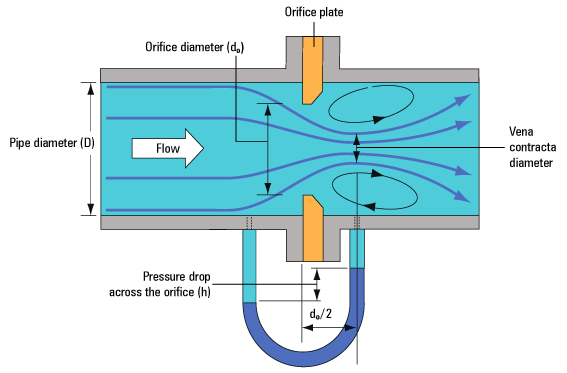 Orifice plate
Orifice diameter (dₒ)
Pipe diameter (D)
Flow
Vena
contracta
diameter
Pressure drop
across the orifice (h)
dₒ/2